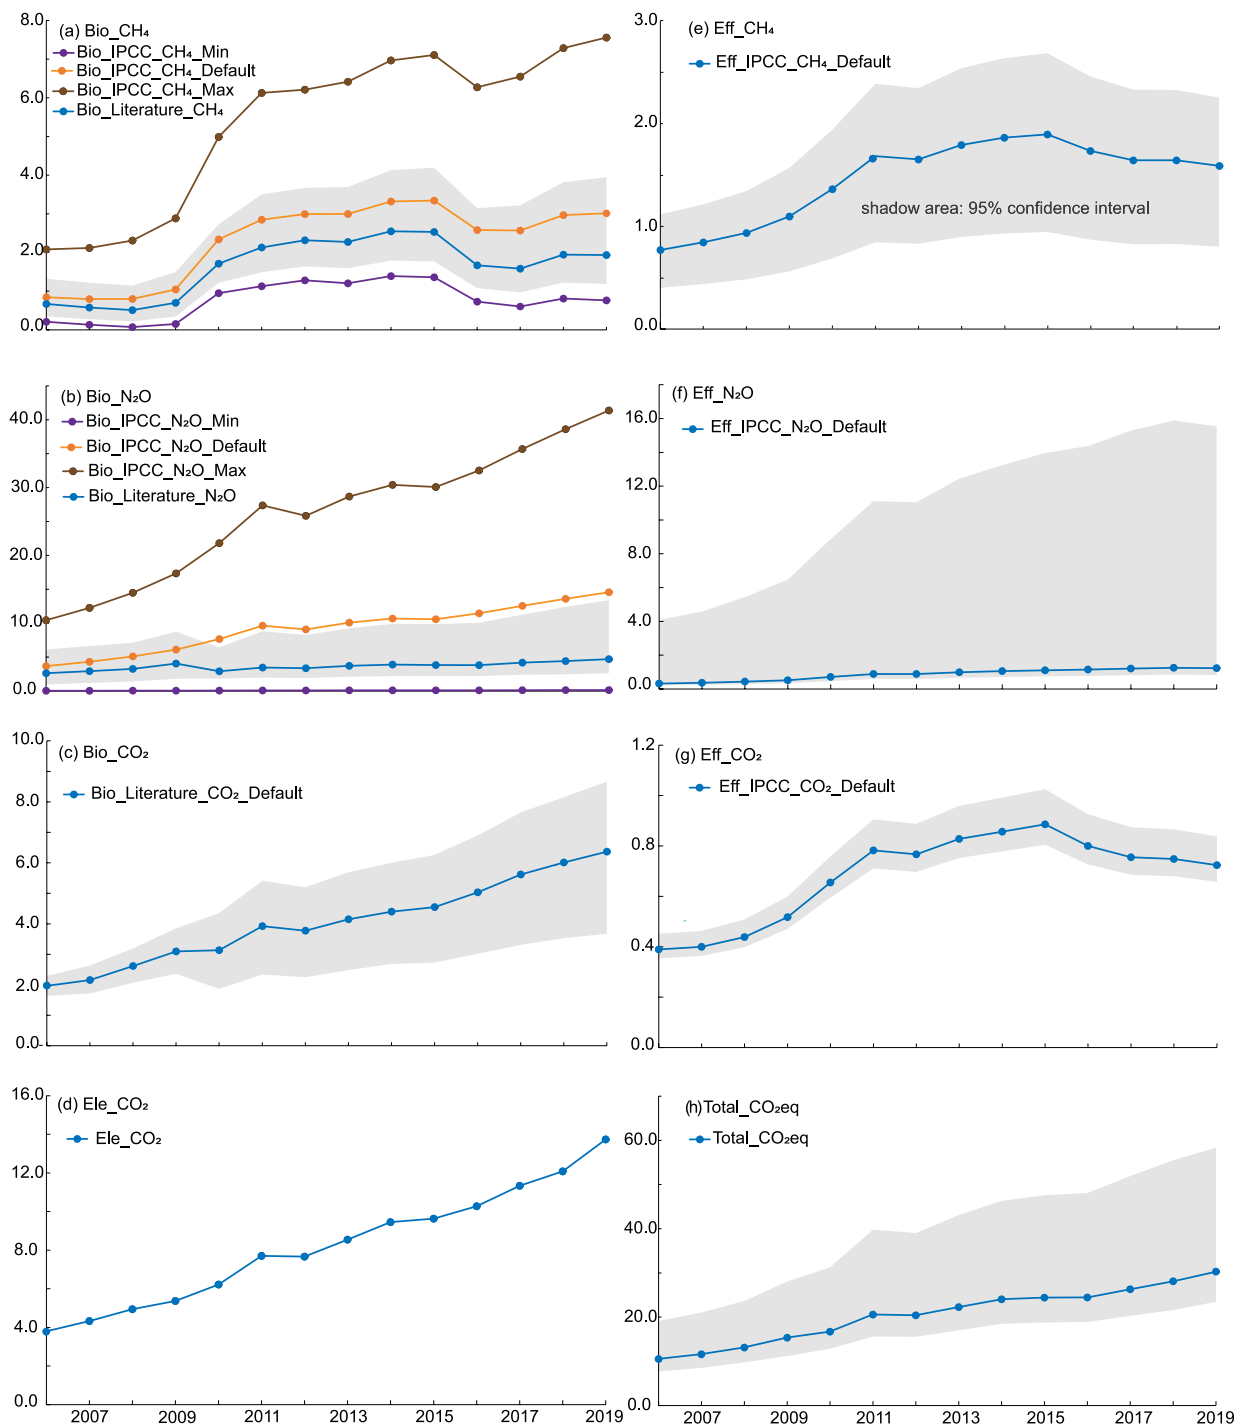 (a) Bio_CH₄
Bio_IPCC_CH₄_Min
Bio_IPCC_CH₄_Default
Bio_IPCC_CH₄_Max
Bio_Literature_CH₄
8.0
6.0
4.0
2.0
0.0
(e) Eff_CH₄
Eff_IPCC_CH₄_Default
shadow area: 95% confidence interval
3.0
2.0
1.0
0.0
(b) Bio_N₂O
Bio_IPCC_N₂O_Min
Bio_IPCC_N₂O_Default
Bio_IPCC_N₂O_Max
Bio_Literature_N₂O
40.0
30.0
20.0
10.0
0.0
(f) Eff_N₂O
Eff_IPCC_N₂O_Default
16.0
12.0
8.0
4.0
0.0
(c) Bio_CO₂
Bio_Literature_CO₂_Default
10.0
8.0
6.0
4.0
2.0
0.0
(g) Eff_CO₂
Eff_IPCC_CO₂_Default
1.2
0.8
0.4
0.0
(d) Ele_CO₂
Ele_CO₂
16.0
12.0
8.0
4.0
0.0
2007 2009 2011 2013 2015 2017 2019
(h)Total_CO₂eq
Total_CO₂eq
60.0
40.0
20.0
0.0
2007 2009 2011 2013 2015 2017 2019